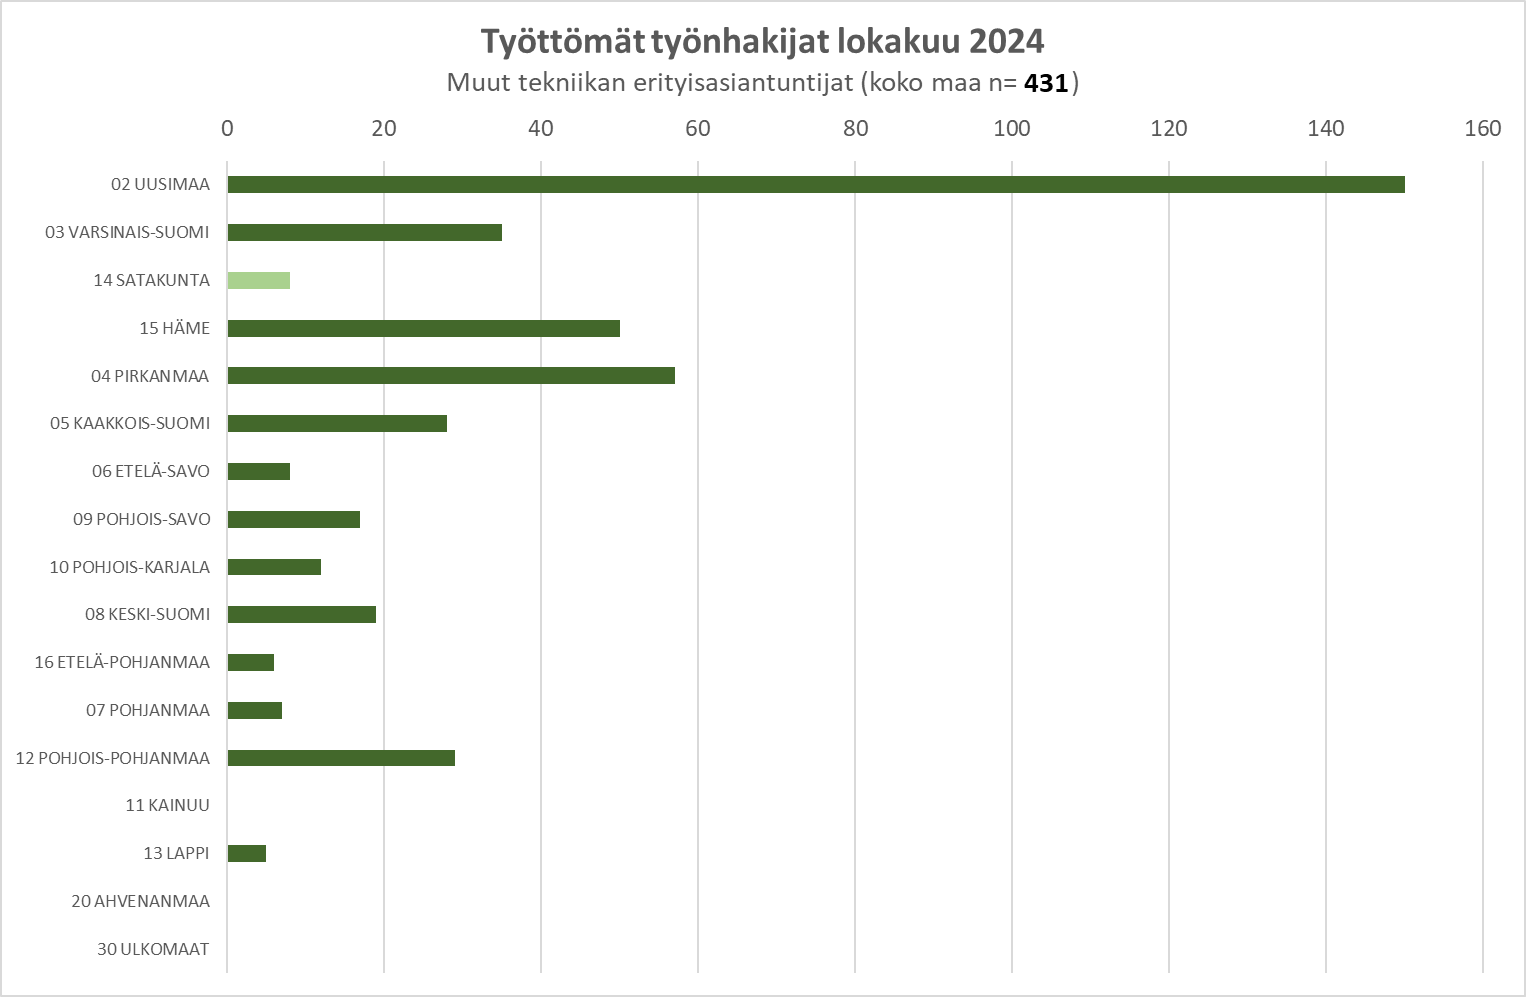 Työttömät työnhakijat lokakuu 2024
Muut tekniikan erityisasiantuntijat (koko maa n= 431)
0 20 40 60 80 100 120 140 160
02 UUSIMAA
03 VARSINAIS-SUOMI
14 SATAKUNTA
15 HÄME
04 PIRKANMAA
05 KAAKKOIS-SUOMI
06 ETELÄ-SAVO
09 POHJOIS-SAVO
10 POHJOIS-KARJALA
08 KESKI-SUOMI
16 ETELÄ-POHJANMAA
07 POHJANMAA
12 POHJOIS-POHJANMAA
11 KAINUU
13 LAPPI
20 AHVENANMAA
30 ULKOMAAT